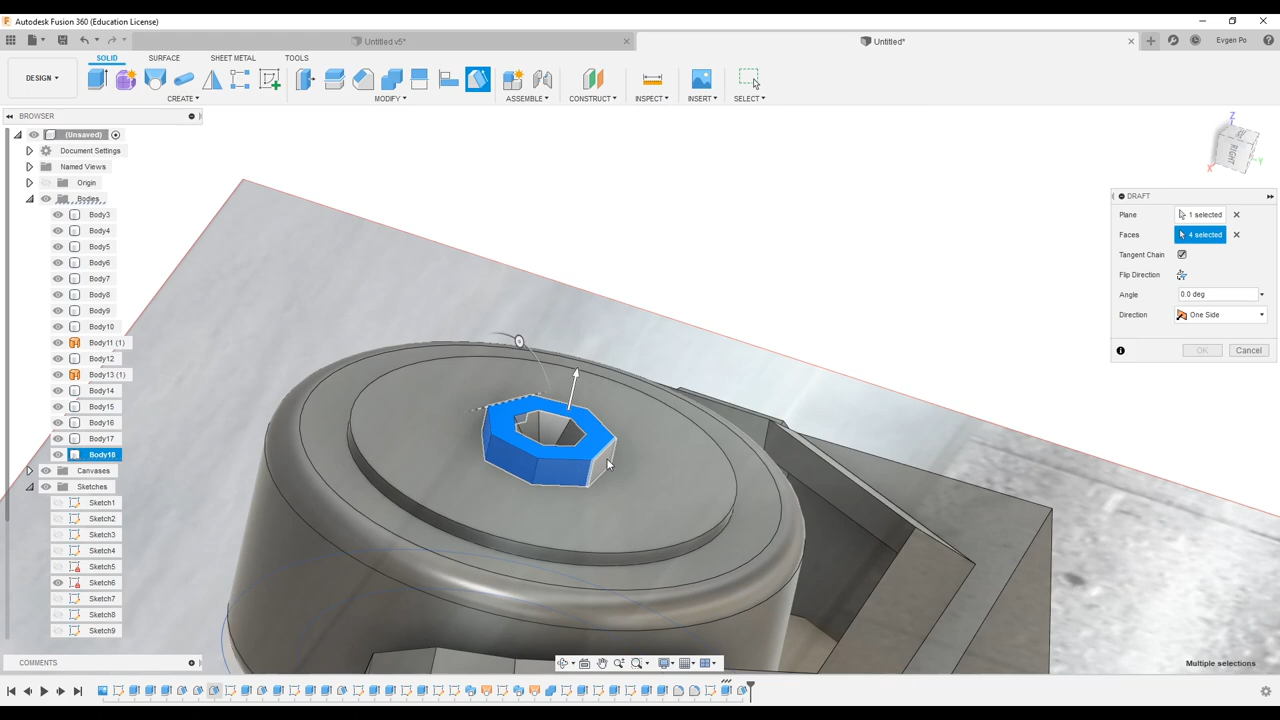 Autodesk Fusion 360 (Education License)
Untitled v5*
Untitled*
Evgen Po
SOLID SURFACE SHEET METAL TOOLS
DESIGN
CREATE MODIFY ASSEMBLE CONSTRUCT INSPECT INSERT SELECT
BROWSER
(Unsaved)
Document Settings
Named Views
Origin
Bodies
Body3
Body4
Body5
Body6
Body7
Body8
Body9
Body10
Body11 (1)
Body12
Body13 (1)
Body14
Body15
Body16
Body17
Body18
Canvases
Sketches
Sketch1
Sketch2
Sketch3
Sketch4
Sketch5
Sketch6
Sketch7
Sketch8
Sketch9
Z
RIGHT
X
Y
DRAFT
Plane 1 selected
Faces 4 selected
Tangent Chain
Flip Direction
Angle 0.0 deg
Direction One Side
OK Cancel
COMMENTS
Multiple selections